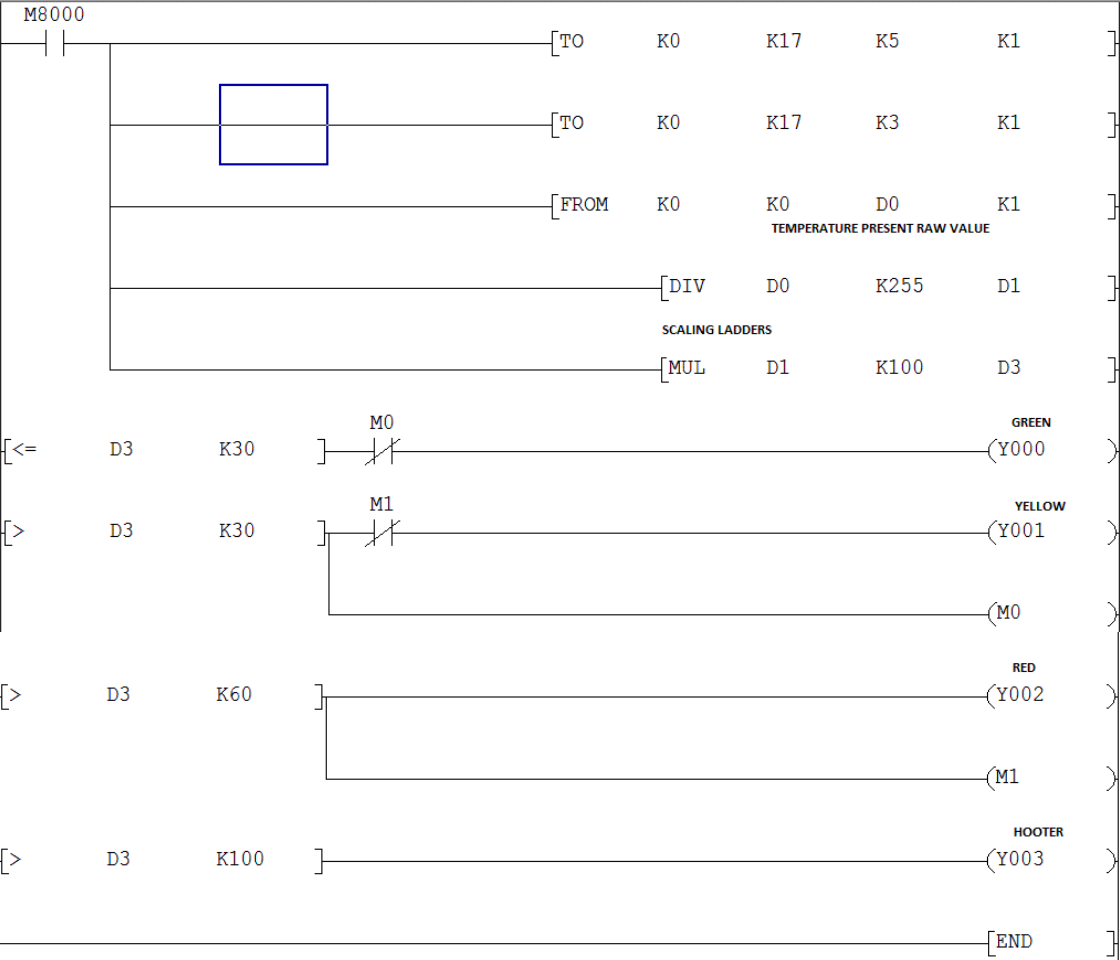 M8000
[TO K0 K17 K5 K1 ]
[TO K0 K17 K3 K1 ]
[FROM K0 K0 D0 K1 ]
TEMPERATURE PRESENT RAW VALUE
[DIV D0 K255 D1 ]
SCALING LADDERS
[MUL D1 K100 D3 ]
M0 GREEN
[<= D3 K30 ] (Y000 )
M1 YELLOW
[> D3 K30 ] (Y001 )
(M0 )
RED
[> D3 K60 ] (Y002 )
(M1 )
HOOTER
[> D3 K100 ] (Y003 )
[END ]